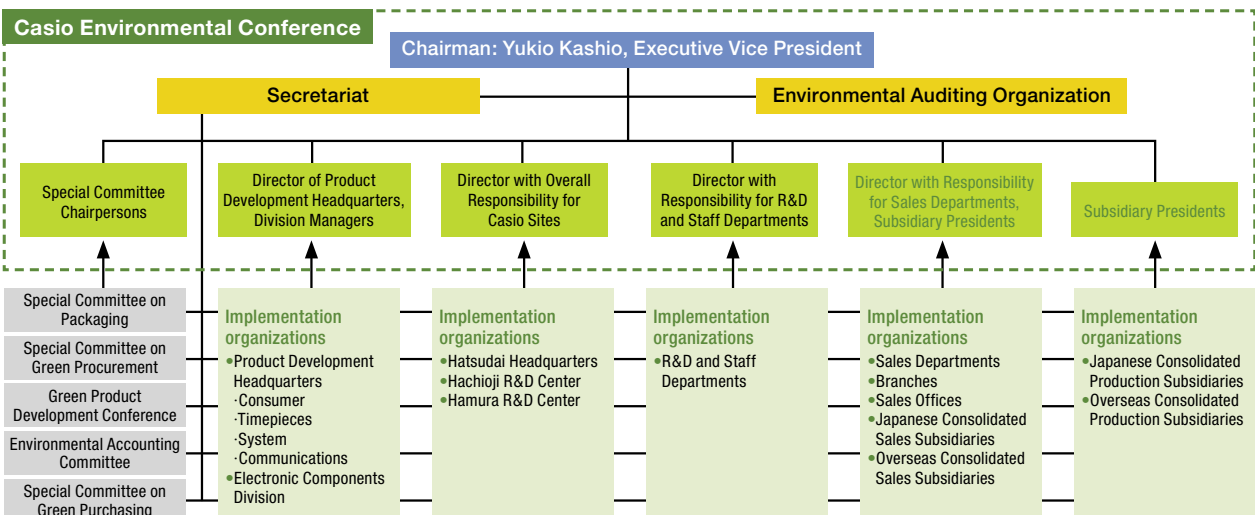 Casio Environmental Conference
Chairman: Yukio Kashio, Executive Vice President
Secretariat
Environmental Auditing Organization
Special Committee
Chairpersons
Director of Product
Development Headquarters,
Division Managers
Director with Overall
Responsibility for
Casio Sites
Director with
Responsibility for R&D
and Staff Departments
Director with Responsibility
for Sales Departments,
Subsidiary Presidents
Subsidiary Presidents
Special Committee on
Packaging
Special Committee on
Green Procurement
Green Product
Development Conference
Environmental Accounting
Committee
Special Committee on
Green Purchasing
Implementation
organizations
•Product Development
Headquarters
·Consumer
·Timepieces
·System
·Communications
•Electronic Components
Division
Implementation
organizations
•Hatsudai Headquarters
•Hachioji R&D Center
•Hamura R&D Center
Implementation
organizations
•R&D and Staff
Departments
Implementation
organizations
•Sales Departments
•Branches
•Sales Offices
•Japanese Consolidated
Sales Subsidiaries
•Overseas Consolidated
Sales Subsidiaries
Implementation
organizations
•Japanese Consolidated
Production Subsidiaries
•Overseas Consolidated
Production Subsidiaries